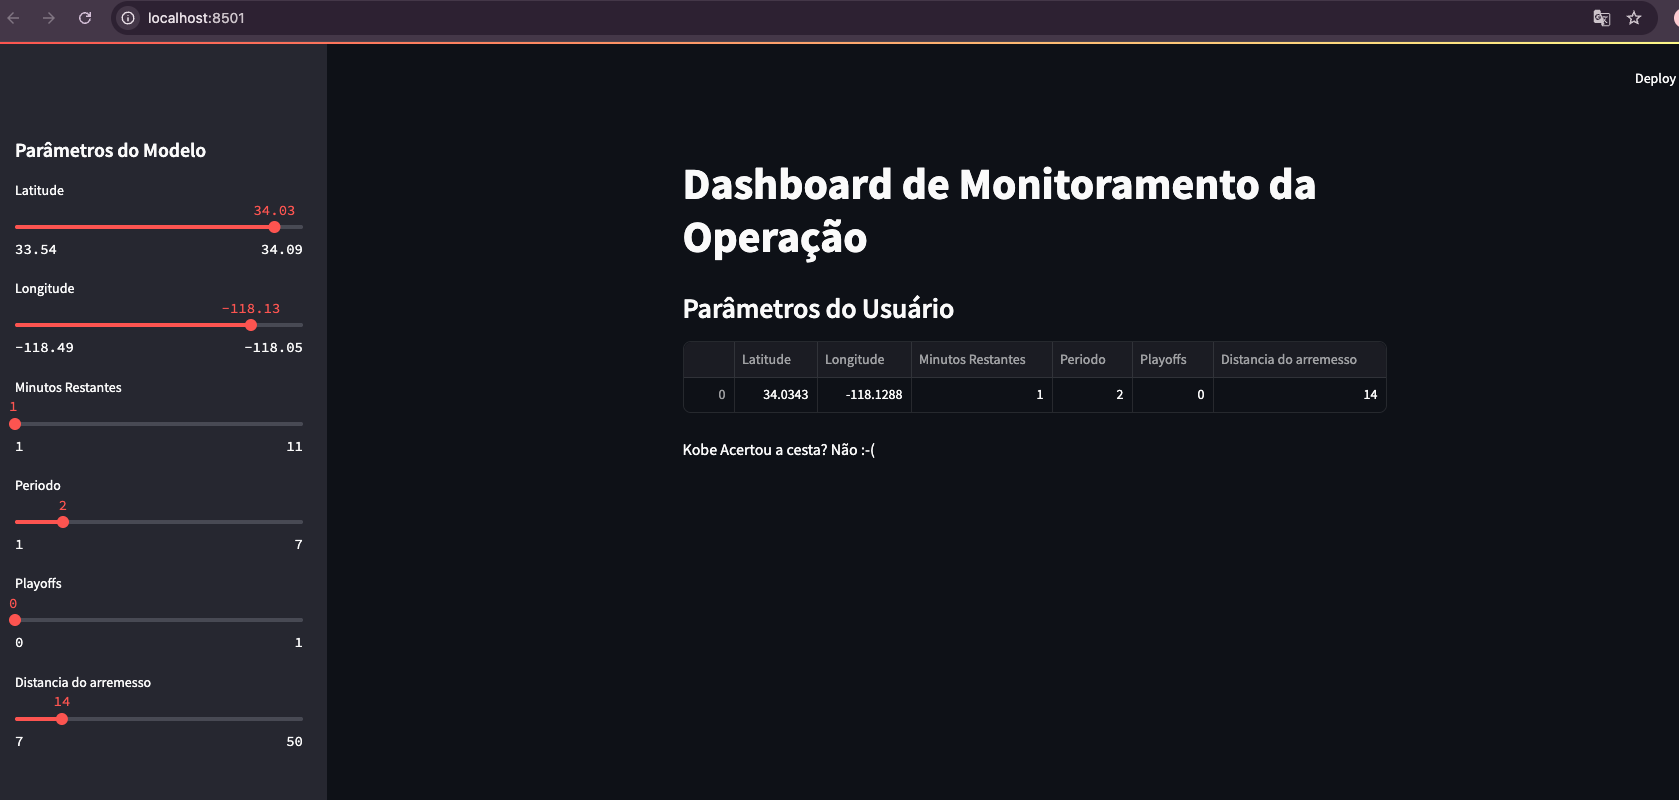 localhost:8501
Deploy
Parâmetros do Modelo
Latitude
34.03
33.54 34.09
Longitude
-118.13
-118.49 -118.05
Minutos Restantes
1
1 11
Periodo
2
1 7
Playoffs
0
0 1
Distancia do arremesso
14
7 50
Dashboard de Monitoramento da
Operação
Parâmetros do Usuário
Latitude Longitude Minutos Restantes Periodo Playoffs Distancia do arremesso
0 34.0343 -118.1288 1 2 0 14
Kobe Acertou a cesta? Não :-(